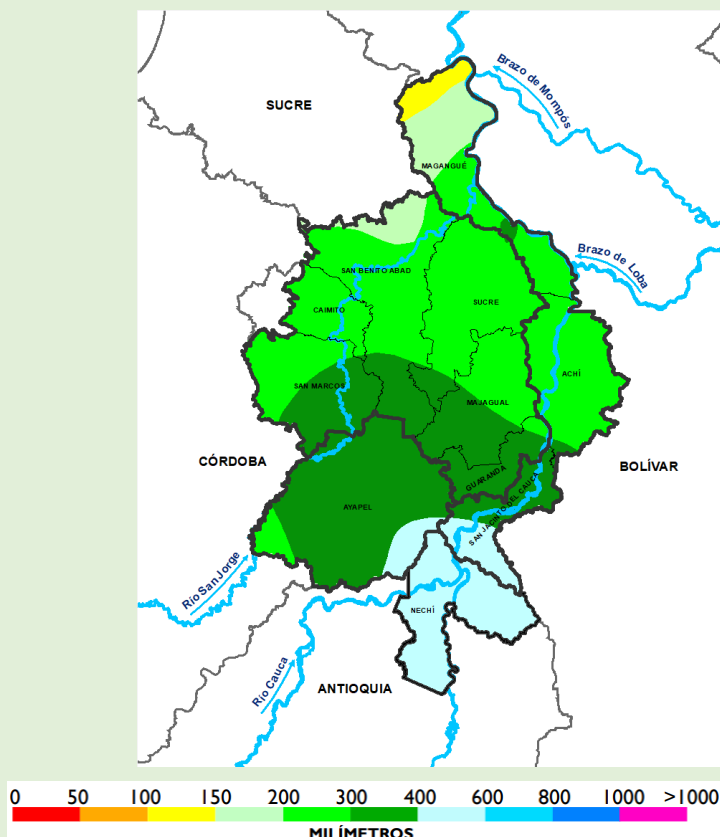 Brazo de Mompós
SUCRE
MAGANGUÉ
Brazo de Loba
SAN BENITO ABAD
SUCRE
CAIMITO
ACHÍ
SAN MARCOS
MAJAGUAL
CÓRDOBA
BOLÍVAR
GUARANDA
SAN JACINTO DEL CAUCA
AYAPEL
Río San Jorge
NECHÍ
Río Cauca
ANTIOQUIA
0 50 100 150 200 300 400 600 800 1000 >1000
MILÍMETROS